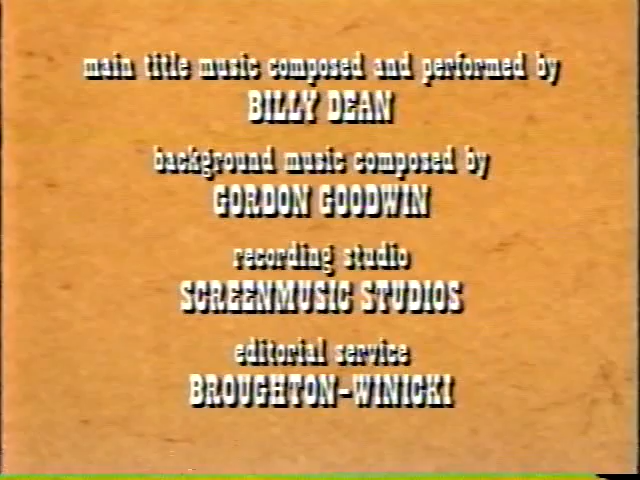 main title music composed and performed by
BILLY DEAN
background music composed by
GORDON GOODWIN
recording studio
SCREENMUSIC STUDIOS
editorial service
BROUGHTON-WINICKI